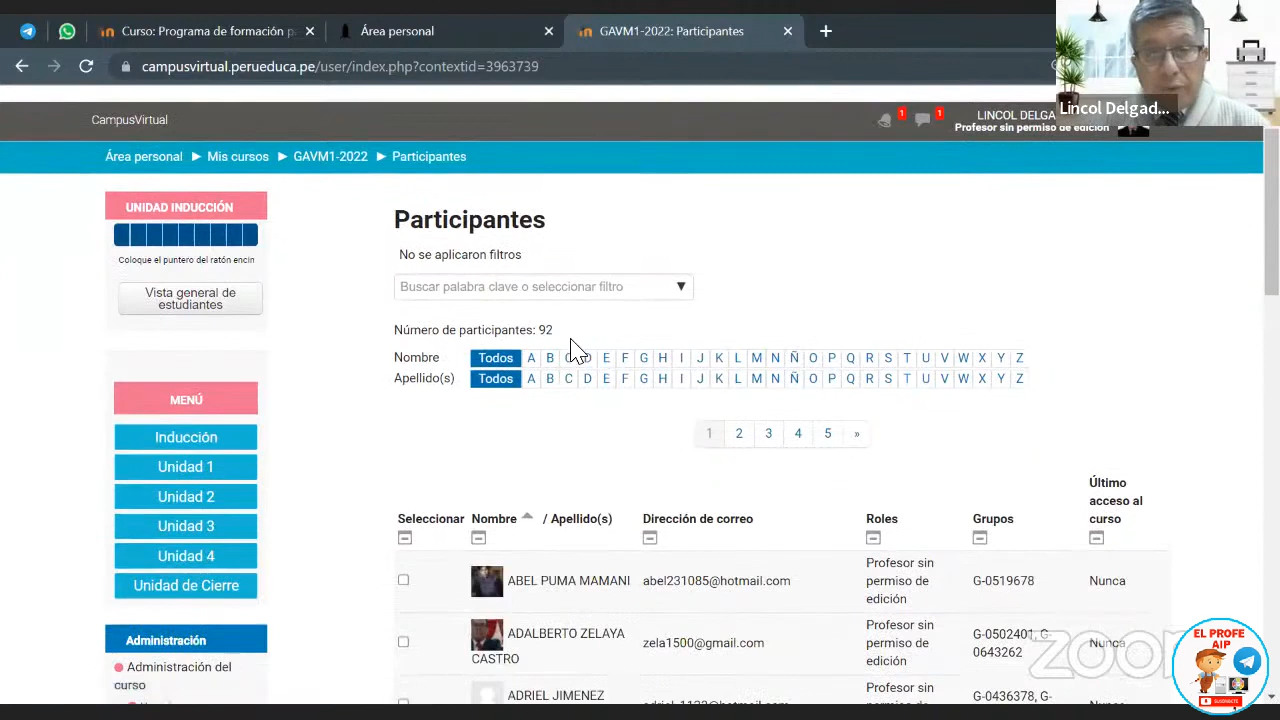 Curso: Programa de formación p
Área personal
GAVM1-2022: Participantes
campusvirtual.perueduca.pe/user/index.php?contextid=3963739
Lincol Delgad...
CampusVirtual
1
1
LINCOL DELGA
Profesor sin permiso de edición
Área personal ► Mis cursos ► GAVM1-2022 ► Participantes
UNIDAD INDUCCIÓN
Coloque el puntero del ratón encin
Vista general de
estudiantes
MENÚ
Inducción
Unidad 1
Unidad 2
Unidad 3
Unidad 4
Unidad de Cierre
Administración
Administración del
curso
Participantes
No se aplicaron filtros
Buscar palabra clave o seleccionar filtro ▼
Número de participantes: 92
Nombre Todos A B C D E F G H I J K L M N Ñ O P Q R S T U V W X Y Z
Apellido(s) Todos A B C D E F G H I J K L M N Ñ O P Q R S T U V W X Y Z
1 2 3 4 5 »
Seleccionar Nombre / Apellido(s) Dirección de correo Roles Grupos Último
acceso al
curso
ABEL PUMA MAMANI abel231085@hotmail.com Profesor sin
permiso de
edición
G-0519678 Nunca
ADALBERTO ZELAYA
CASTRO
zela1500@gmail.com Profesor sin
permiso de
edición
G-0502401, G-
0643262
Nunca
ADRIEL JIMENEZ Profesor sin
G-0436378, G-
zoom
EL PROFE
AIP
SUSCRIBETE